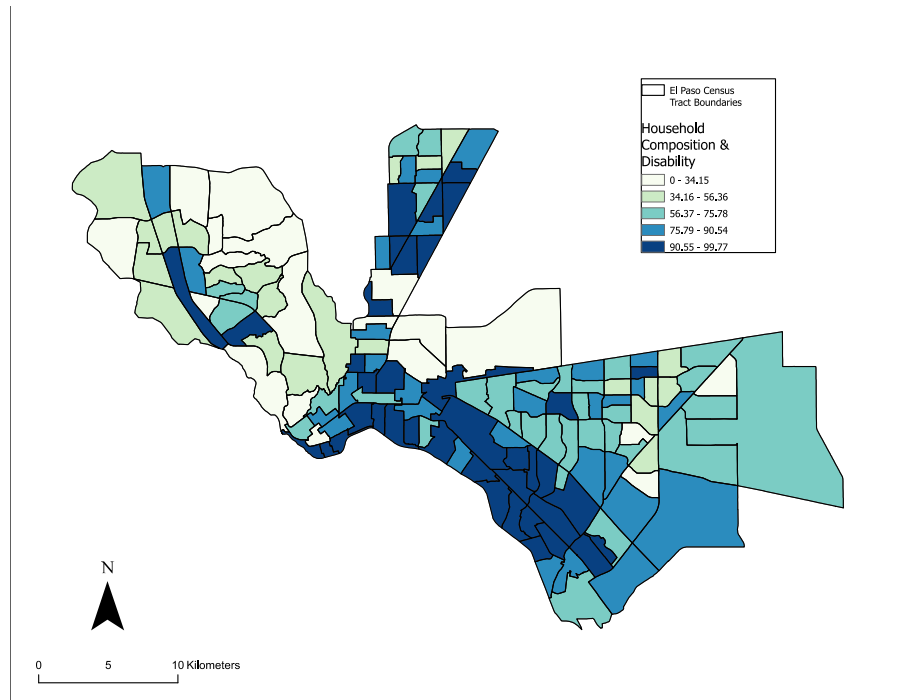 El Paso Census
Tract Boundaries
Household
Composition &
Disability
0 - 34.15
34.16 - 56.36
56.37 - 75.78
75.79 - 90.54
90.55 - 99.77
N
0 5 10 Kilometers